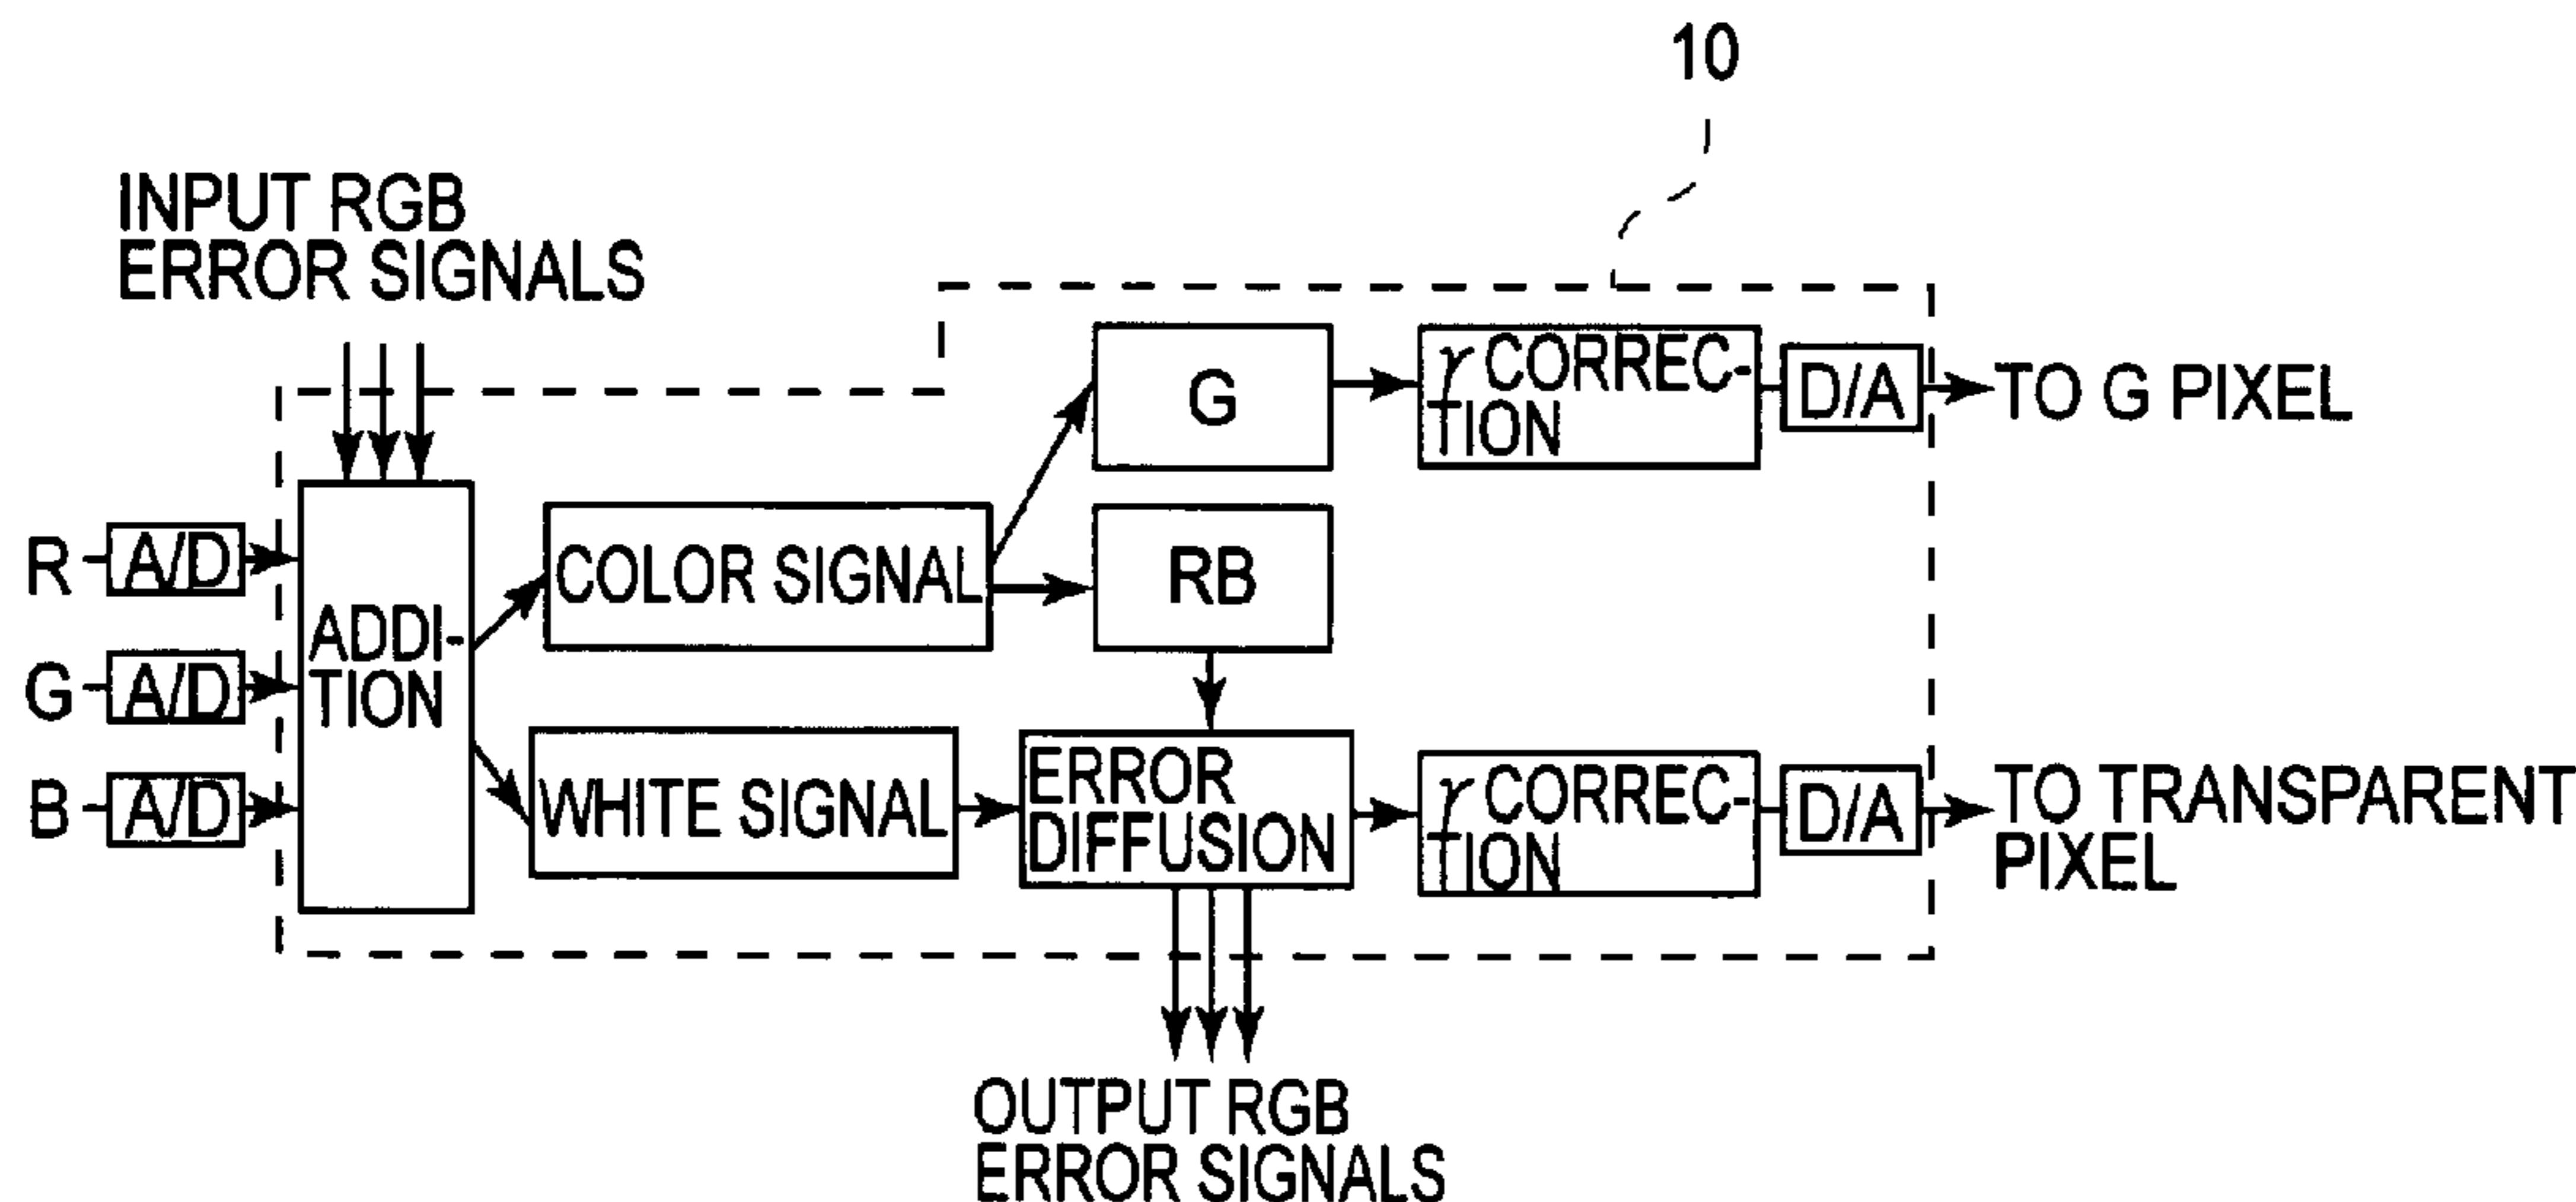 10
INPUT RGB
ERROR SIGNALS
G
γ CORREC-
TION
D/A
TO G PIXEL
R
A/D
COLOR SIGNAL
RB
ADDI-
TION
G
A/D
B
A/D
WHITE SIGNAL
ERROR
DIFFUSION
γ CORREC-
TION
D/A
TO TRANSPARENT
PIXEL
OUTPUT RGB
ERROR SIGNALS